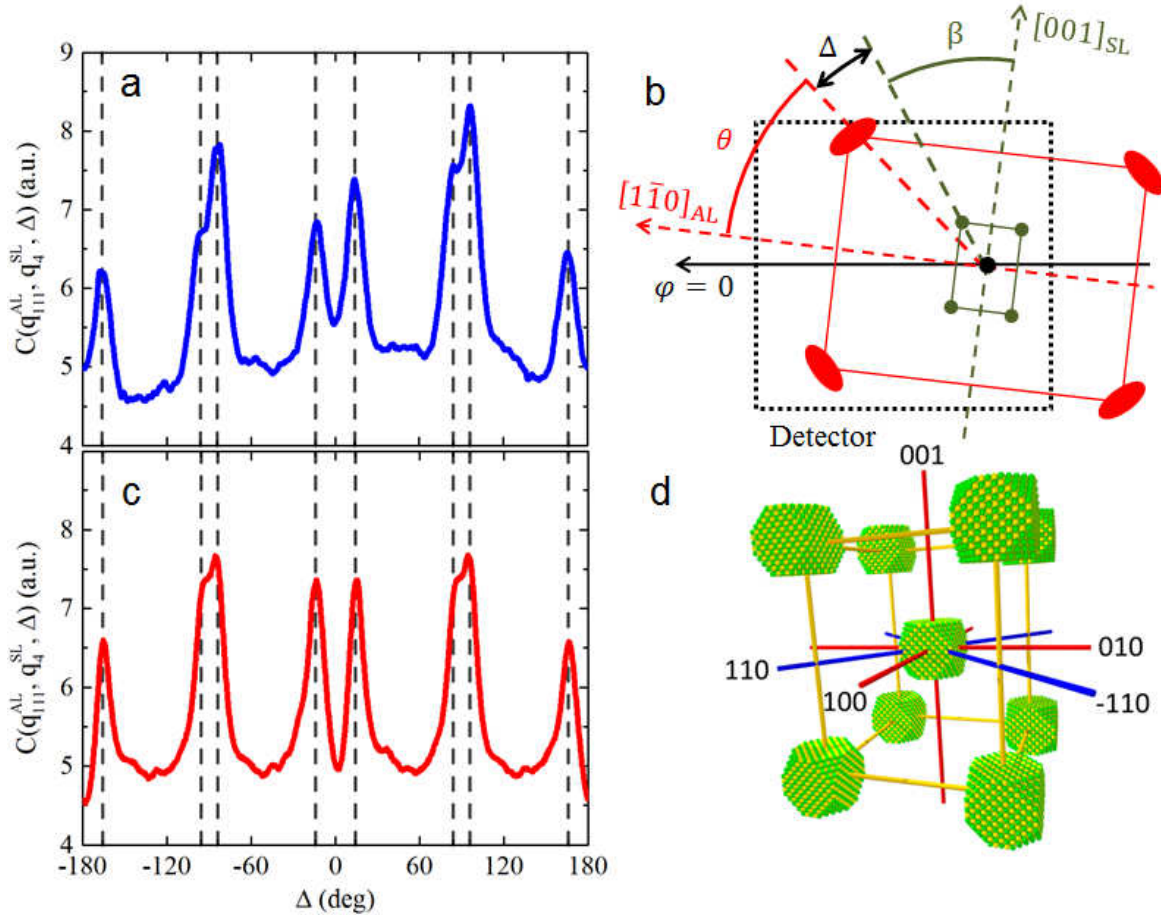 a
9
8
7
6
5
4
C(q₁₁₁ᴬᴸ, q₄ˢᴸ, Δ) (a.u.)
b
Δ
β
[001]SL
θ
[11̅0]AL
φ = 0
Detector
c
8
7
6
5
4
C(q₁₁₁ᴬᴸ, q₄ˢᴸ, Δ) (a.u.)
-180 -120 -60 0 60 120 180
Δ (deg)
d
001
110
100
010
-110